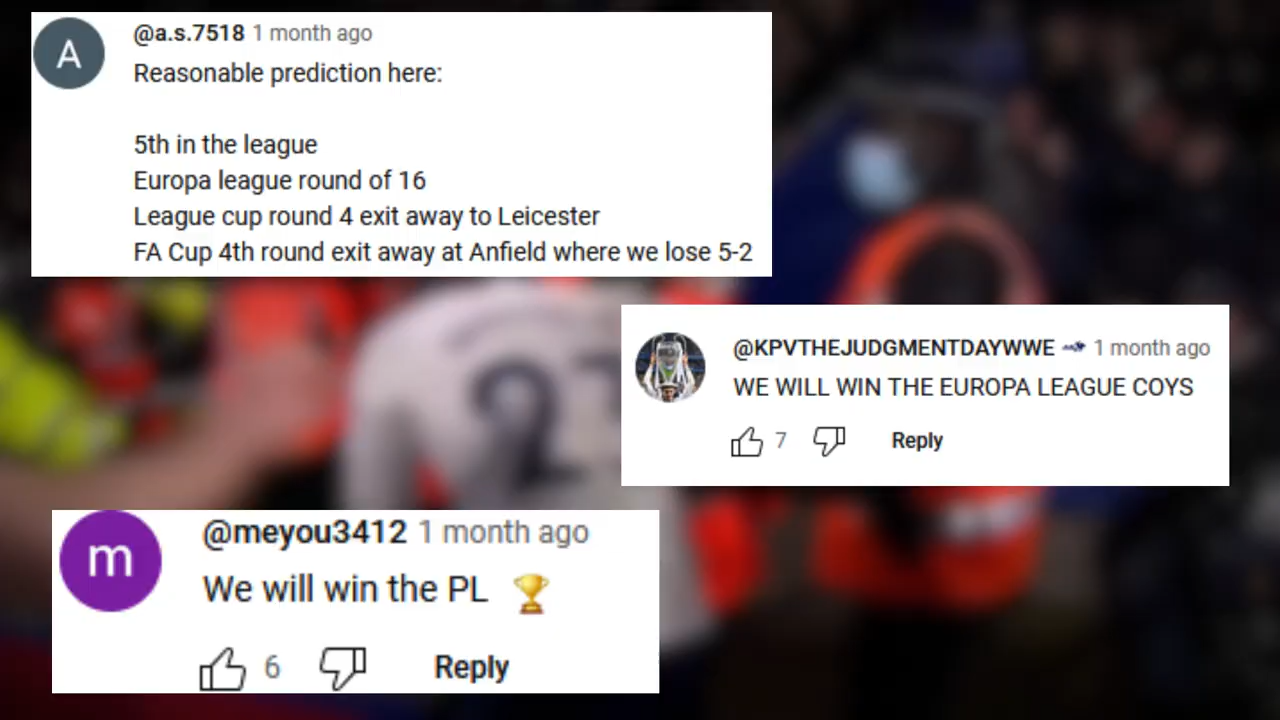 A
@a.s.7518 1 month ago
Reasonable prediction here:
5th in the league
Europa league round of 16
League cup round 4 exit away to Leicester
FA Cup 4th round exit away at Anfield where we lose 5-2
@KPVTHEJUDGMENTDAYWWE 1 month ago
WE WILL WIN THE EUROPA LEAGUE COYS
7 Reply
m
@meyou3412 1 month ago
We will win the PL 🏆
6 Reply